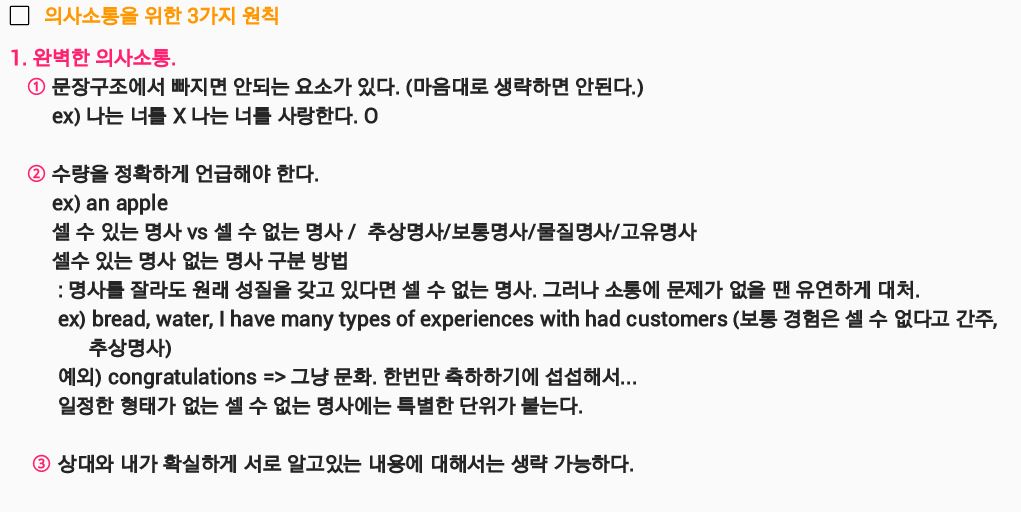 의사소통을 위한 3가지 원칙
1. 완벽한 의사소통.
① 문장구조에서 빠지면 안되는 요소가 있다. (마음대로 생략하면 안된다.)
ex) 나는 너를 X 나는 너를 사랑한다. O
② 수량을 정확하게 언급해야 한다.
ex) an apple
셀 수 있는 명사 vs 셀 수 없는 명사 / 추상명사/보통명사/물질명사/고유명사
셀수 있는 명사 없는 명사 구분 방법
: 명사를 잘라도 원래 성질을 갖고 있다면 셀 수 없는 명사. 그러나 소통에 문제가 없을 땐 유연하게 대처.
ex) bread, water, I have many types of experiences with had customers (보통 경험은 셀 수 없다고 간주,
추상명사)
예외) congratulations => 그냥 문화. 한번만 축하하기에 섭섭해서...
일정한 형태가 없는 셀 수 없는 명사에는 특별한 단위가 붙는다.
③ 상대와 내가 확실하게 서로 알고있는 내용에 대해서는 생략 가능하다.